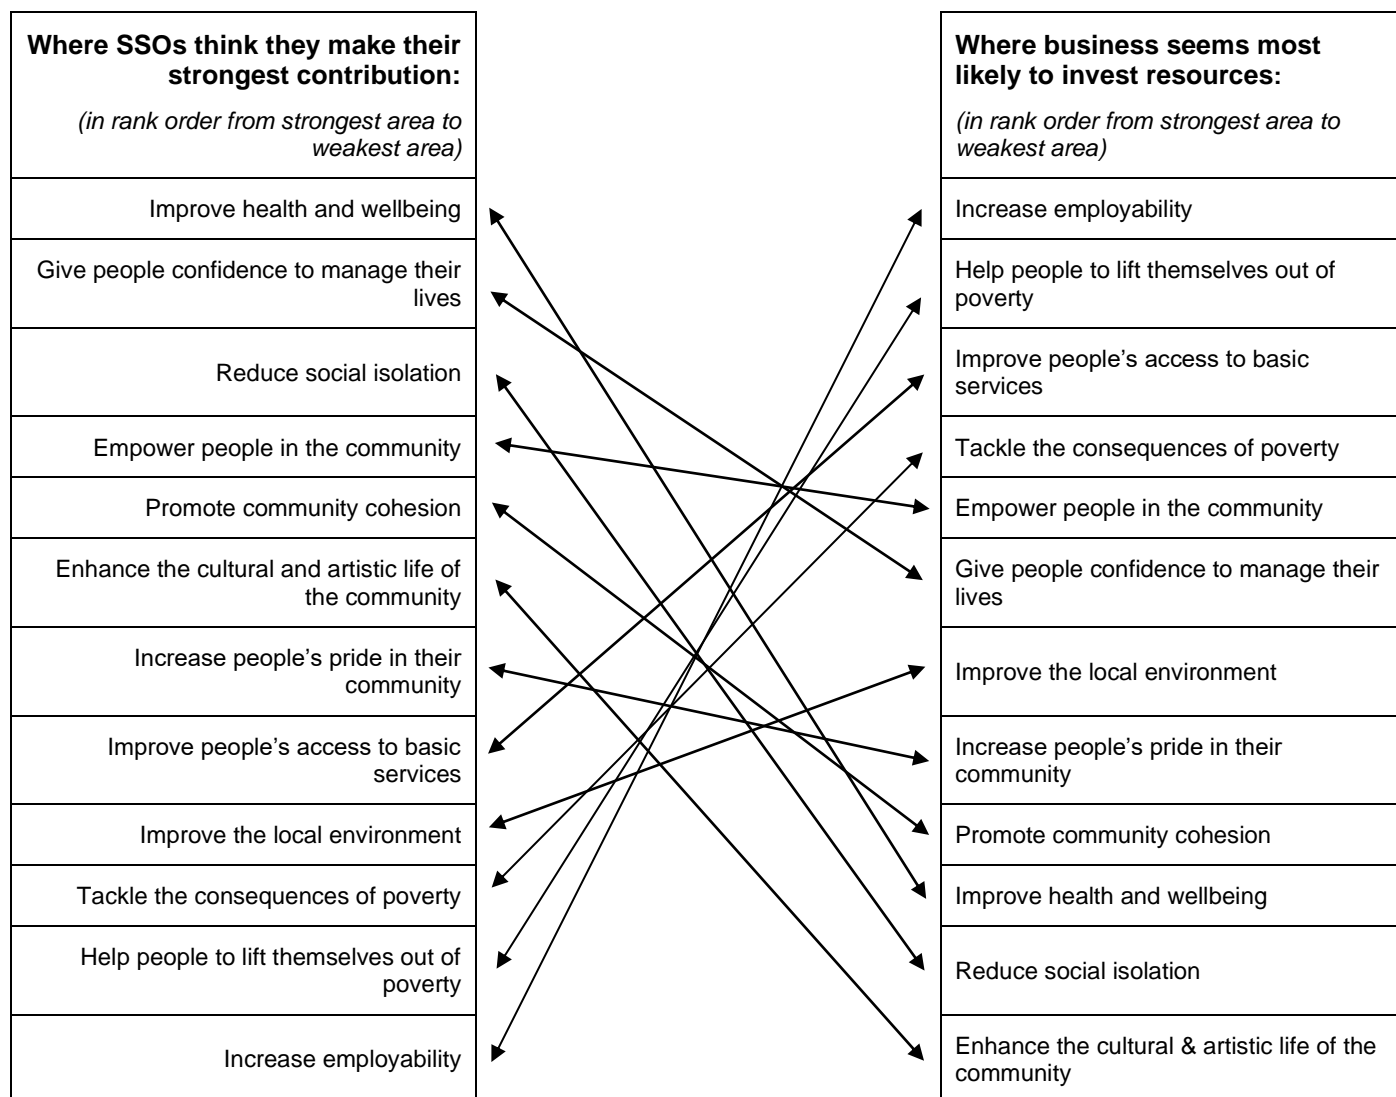 Where SSOs think they make their
strongest contribution:
(in rank order from strongest area to
weakest area)
Improve health and wellbeing
Give people confidence to manage their
lives
Reduce social isolation
Empower people in the community
Promote community cohesion
Enhance the cultural and artistic life of
the community
Increase people’s pride in their
community
Improve people’s access to basic
services
Improve the local environment
Tackle the consequences of poverty
Help people to lift themselves out of
poverty
Increase employability
Where business seems most
likely to invest resources:
(in rank order from strongest area to
weakest area)
Increase employability
Help people to lift themselves out of
poverty
Improve people’s access to basic
services
Tackle the consequences of poverty
Empower people in the community
Give people confidence to manage their
lives
Improve the local environment
Increase people’s pride in their
community
Promote community cohesion
Improve health and wellbeing
Reduce social isolation
Enhance the cultural & artistic life of the
community